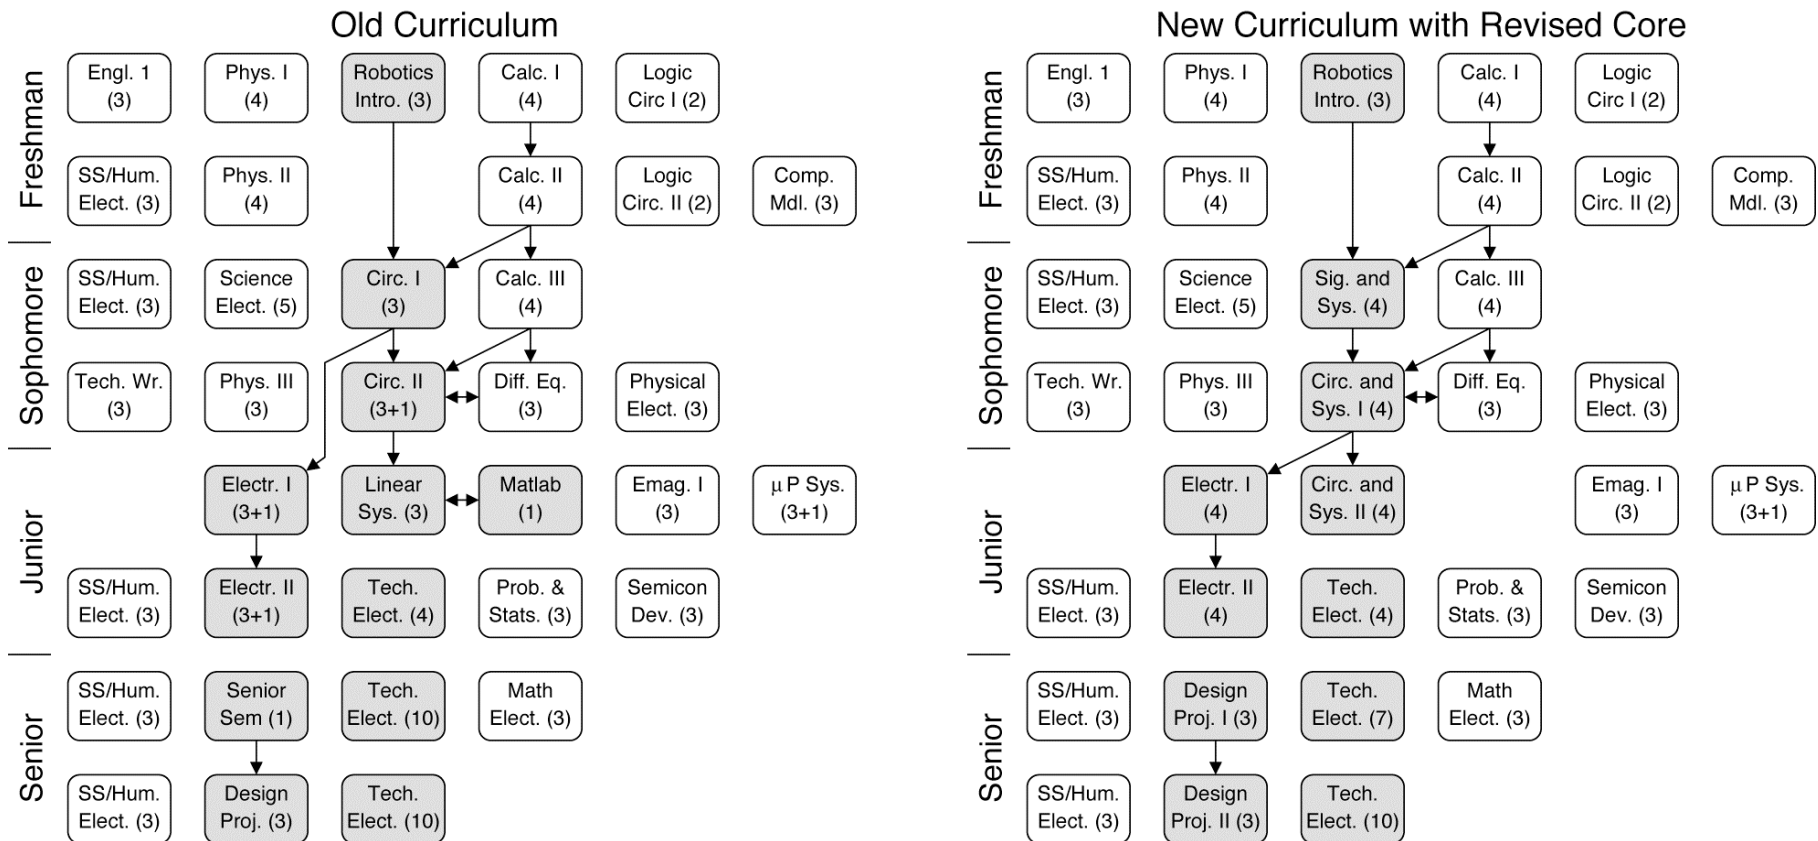 Old Curriculum
Freshman
Engl. 1
(3)
Phys. I
(4)
Robotics
Intro. (3)
Calc. I
(4)
Logic
Circ I (2)
SS/Hum.
Elect. (3)
Phys. II
(4)
Calc. II
(4)
Logic
Circ. II (2)
Comp.
Mdl. (3)
Sophomore
SS/Hum.
Elect. (3)
Science
Elect. (5)
Circ. I
(3)
Calc. III
(4)
Tech. Wr.
(3)
Phys. III
(3)
Circ. II
(3+1)
Diff. Eq.
(3)
Physical
Elect. (3)
Junior
Electr. I
(3+1)
Linear
Sys. (3)
Matlab
(1)
Emag. I
(3)
μ P Sys.
(3+1)
SS/Hum.
Elect. (3)
Electr. II
(3+1)
Tech.
Elect. (4)
Prob. &
Stats. (3)
Semicon
Dev. (3)
Senior
SS/Hum.
Elect. (3)
Senior
Sem (1)
Tech.
Elect. (10)
Math
Elect. (3)
SS/Hum.
Elect. (3)
Design
Proj. (3)
Tech.
Elect. (10)
New Curriculum with Revised Core
Freshman
Engl. 1
(3)
Phys. I
(4)
Robotics
Intro. (3)
Calc. I
(4)
Logic
Circ I (2)
SS/Hum.
Elect. (3)
Phys. II
(4)
Calc. II
(4)
Logic
Circ. II (2)
Comp.
Mdl. (3)
Sophomore
SS/Hum.
Elect. (3)
Science
Elect. (5)
Sig. and
Sys. (4)
Calc. III
(4)
Tech. Wr.
(3)
Phys. III
(3)
Circ. and
Sys. I (4)
Diff. Eq.
(3)
Physical
Elect. (3)
Junior
Electr. I
(4)
Circ. and
Sys. II (4)
Emag. I
(3)
μ P Sys.
(3+1)
SS/Hum.
Elect. (3)
Electr. II
(4)
Tech.
Elect. (4)
Prob. &
Stats. (3)
Semicon
Dev. (3)
Senior
SS/Hum.
Elect. (3)
Design
Proj. I (3)
Tech.
Elect. (7)
Math
Elect. (3)
SS/Hum.
Elect. (3)
Design
Proj. II (3)
Tech.
Elect. (10)